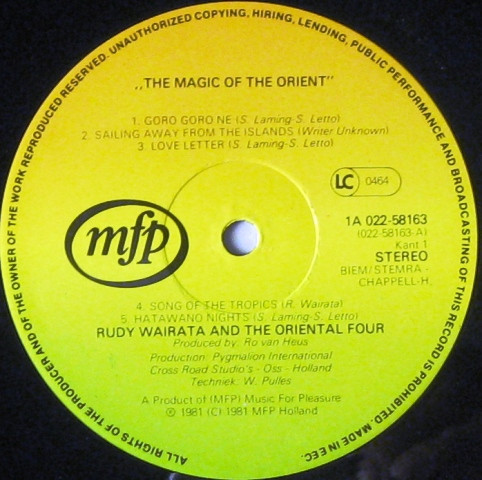 UNAUTHORIZED COPYING, HIRING, LENDING, PUBLIC PERFORMANCE AND BROADCASTING OF THIS RECORD IS PROHIBITED. MADE IN EEC.
ALL RIGHTS OF THE PRODUCER AND OF THE OWNER OF THE WORK REPRODUCED RESERVED.
,,THE MAGIC OF THE ORIENT"
1. GORO GORO NE (S. Laming-S. Letto)
2. SAILING AWAY FROM THE ISLANDS (Writer Unknown)
3. LOVE LETTER (S. Laming-S. Letto)
LC 0464
mfp
1A 022-58163
(022-58163-A)
Kant 1
STEREO
BIEM/STEMRA -
CHAPPELL-H.
4. SONG OF THE TROPICS (R. Wairata)
5. HATAWANO NIGHTS (S. Laming-S. Letto)
RUDY WAIRATA AND THE ORIENTAL FOUR
Produced by: Ro van Heus
Production: Pygmalion International
Cross Road Studio's - Oss - Holland
Techniek: W. Pulles
A Product of (MFP) Music For Pleasure
℗ 1981 (C) 1981 MFP Holland